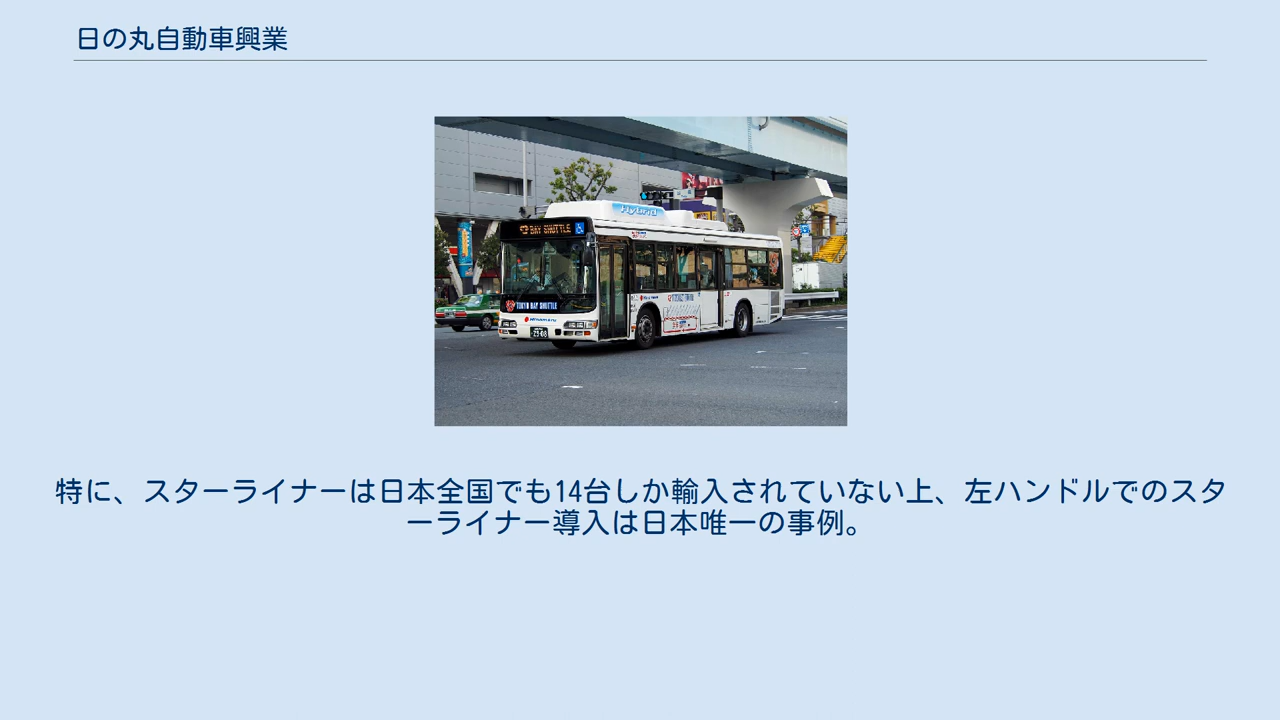 日の丸自動車興業
Hybrid
BAY SHUTTLE
TOKYO BAY SHUTTLE
HINOMARU
特に、スターライナーは日本全国でも14台しか輸入されていない上、左ハンドルでのスタ
ーライナー導入は日本唯一の事例。